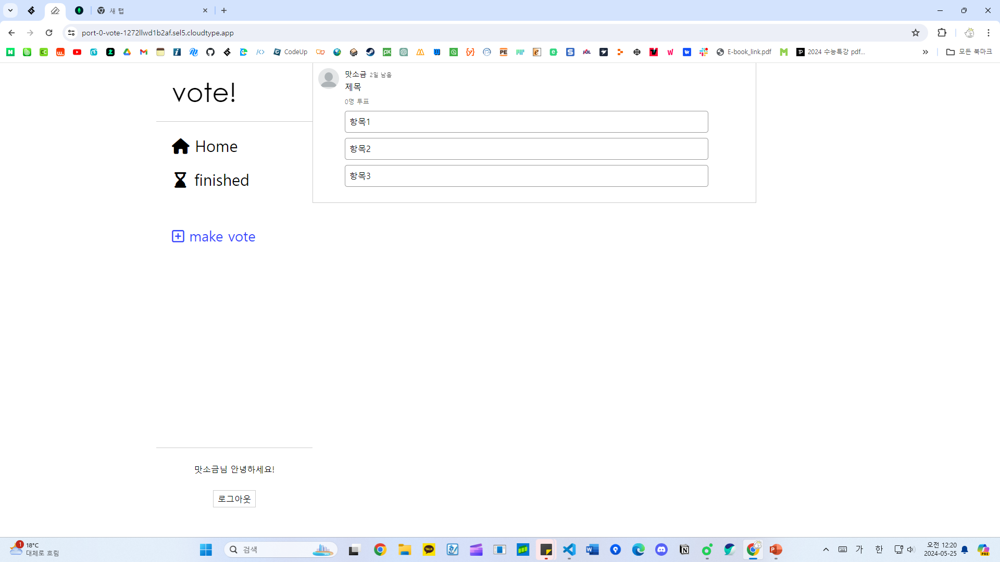 새 탭
port-0-vote-1272llwd1b2af.sel5.cloudtype.app
CodeUp
E-book_link.pdf
2024 수능특강 pdf...
모든 북마크
vote!
Home
finished
make vote
맛소금님 안녕하세요!
로그아웃
맛소금 2일 남음
제목
0명 투표
항목1
항목2
항목3
1
18°C
대체로 흐림
검색
가
한
오전 12:20
2024-05-25